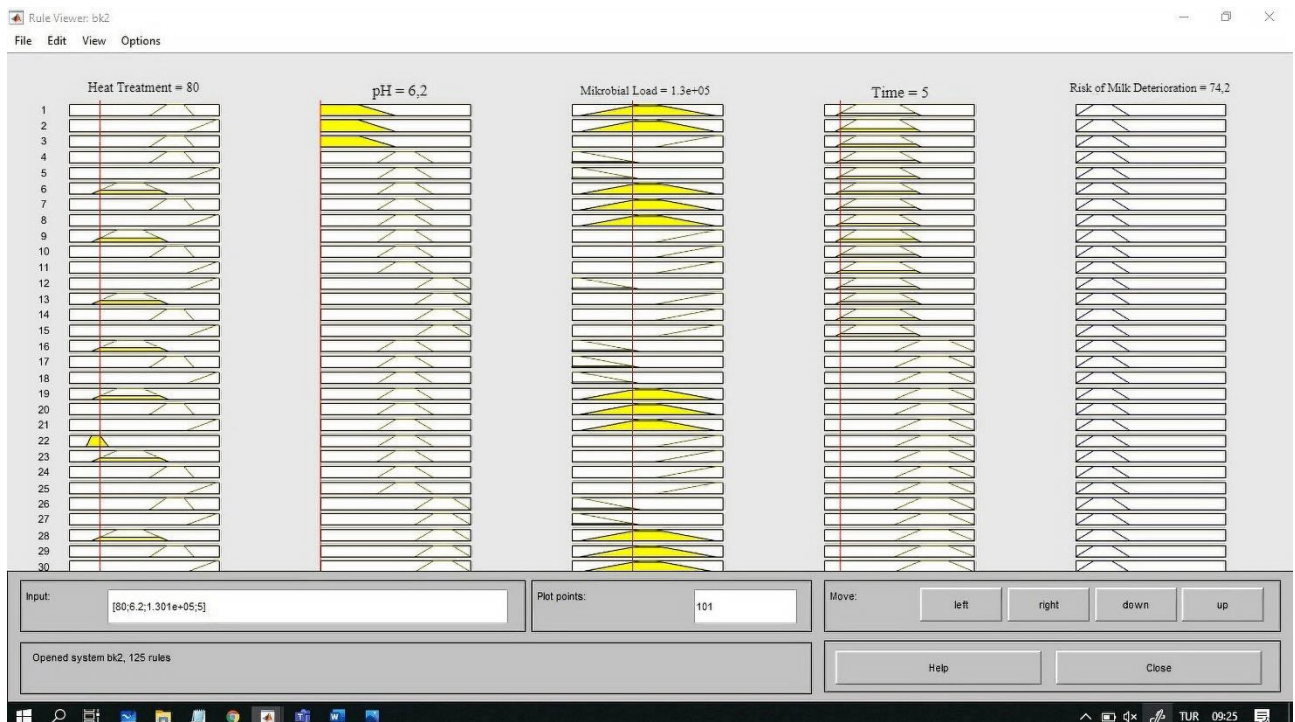 Rule Viewer: bk2
File Edit View Options
Heat Treatment = 80
pH = 6,2
Mikrobial Load = 1.3e+05
Time = 5
Risk of Milk Deterioration = 74,2
1
2
3
4
5
6
7
8
9
10
11
12
13
14
15
16
17
18
19
20
21
22
23
24
25
26
27
28
29
30
Input:
[80;6.2;1.301e+05;5]
Plot points:
101
Move:
left
right
down
up
Opened system bk2, 125 rules
Help
Close
TUR 09:25